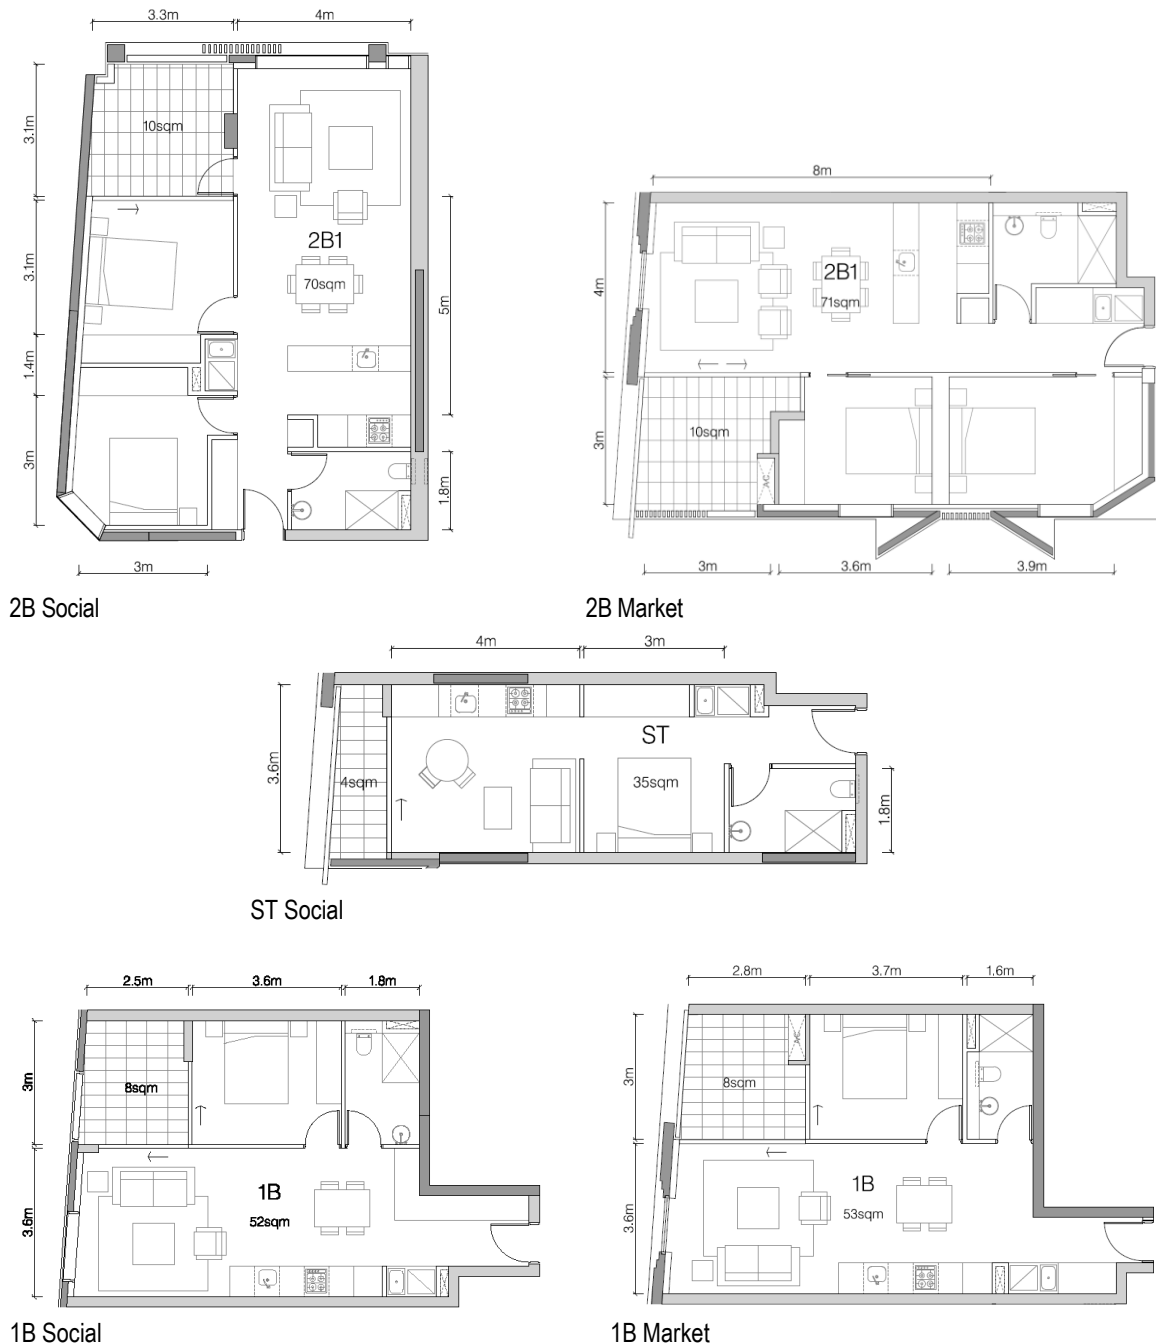 3.3m 4m
3.1m
10sqm
3.1m
2B1
70sqm
5m
1.4m
3m
1.8m
3m
2B Social
8m
4m
2B1
71sqm
3m
10sqm
AC
3m 3.6m 3.9m
2B Market
4m 3m
3.6m
ST
4sqm
35sqm
1.8m
ST Social
2.5m 3.6m 1.8m
3m
8sqm
1B
52sqm
3.6m
1B Social
2.8m 3.7m 1.6m
AC
3m
8sqm
1B
53sqm
3.6m
1B Market